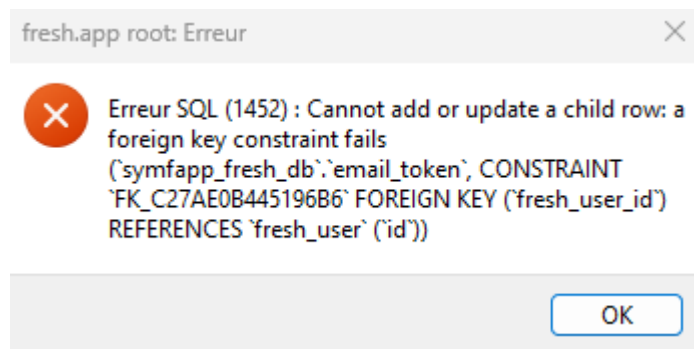 fresh.app root: Erreur
Erreur SQL (1452) : Cannot add or update a child row: a
foreign key constraint fails
(`symfapp_fresh_db`.`email_token`, CONSTRAINT
`FK_C27AE0B445196B6` FOREIGN KEY (`fresh_user_id`)
REFERENCES `fresh_user` (`id`))
OK